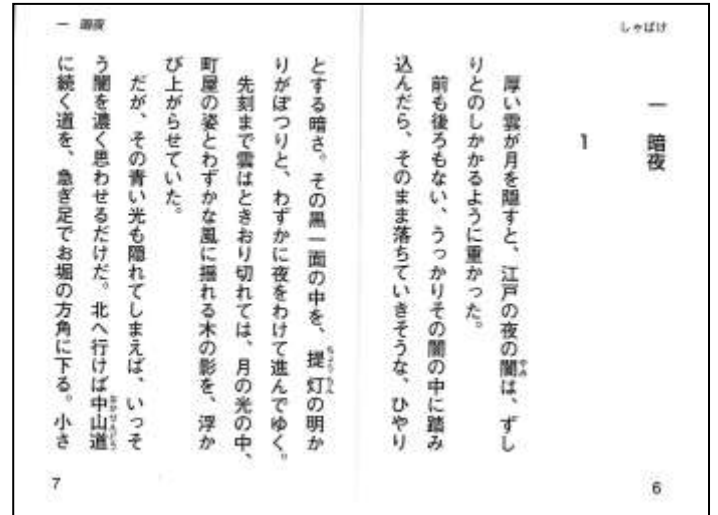 しゃばけ
一 暗夜
1
厚い雲が月を隠すと、江戸の夜の闇は、ずし
りとのしかかるように重かった。
前も後ろもない、うっかりその闇の中に踏み
込んだら、そのまま落ちていきそうな、ひやり
6
一 暗夜
とする暗さ。その黒一面の中を、提灯の明か
りがぽつりと、わずかに夜をわけて進んでゆく。
先刻まで雲はときおり切れては、月の光の中、
町屋の姿とわずかな風に揺れる木の影を、浮か
び上がらせていた。
だが、その青い光も隠れてしまえば、いっそ
う闇を濃く思わせるだけだ。北へ行けば中山道
に続く道を、急ぎ足でお堀の方角に下る。小さ
7